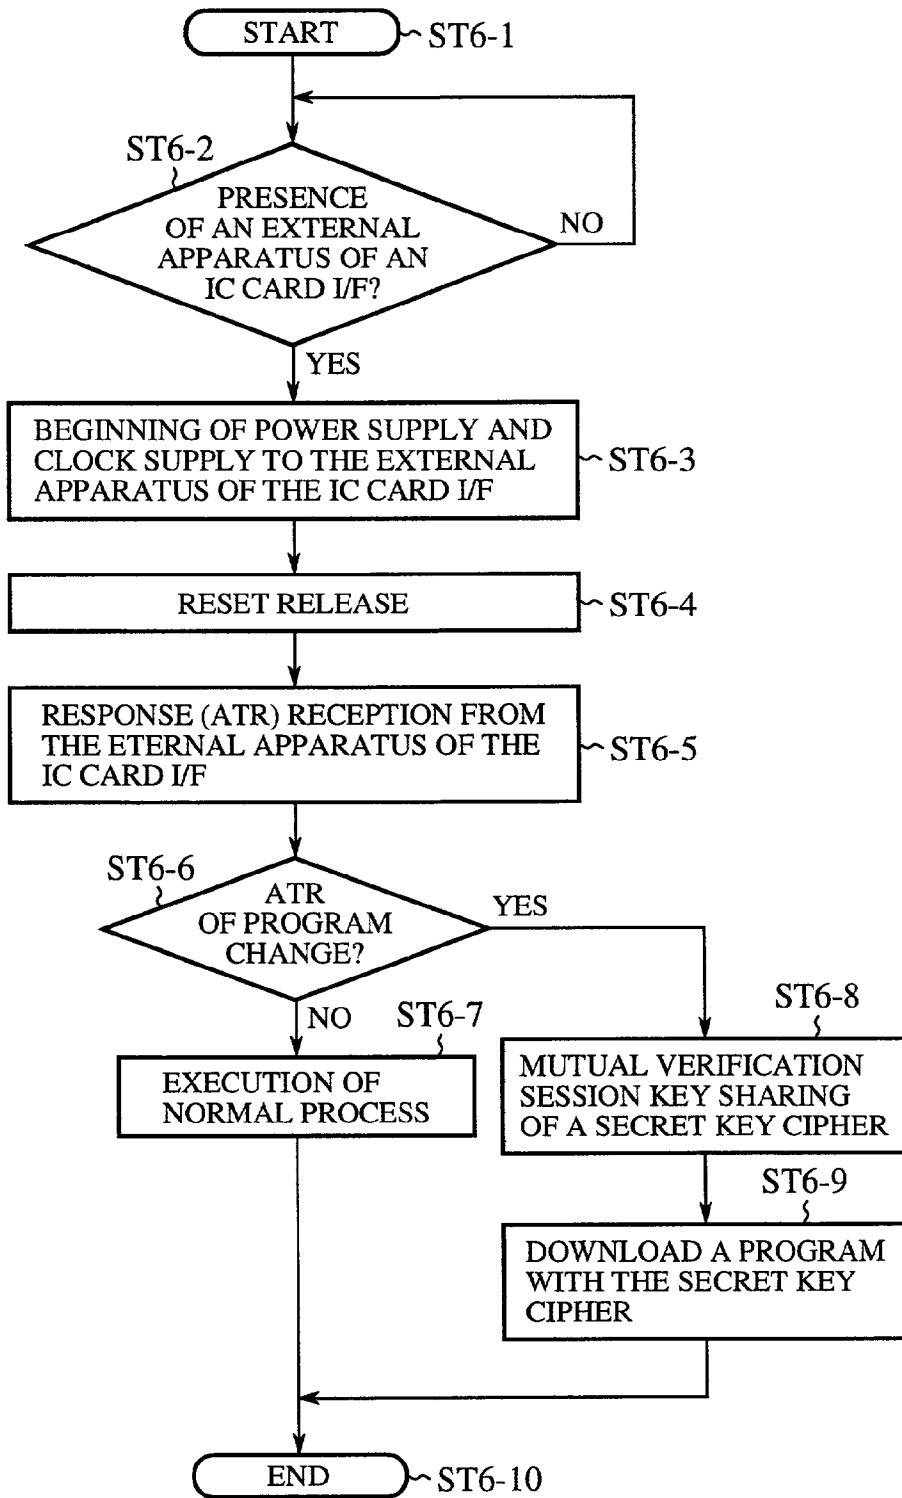 START
ST6-1
ST6-2
PRESENCE
OF AN EXTERNAL
APPARATUS OF AN
IC CARD I/F?
NO
YES
BEGINNING OF POWER SUPPLY AND
CLOCK SUPPLY TO THE EXTERNAL
APPARATUS OF THE IC CARD I/F
ST6-3
RESET RELEASE
ST6-4
RESPONSE (ATR) RECEPTION FROM
THE ETERNAL APPARATUS OF THE
IC CARD I/F
ST6-5
ST6-6
ATR
OF PROGRAM
CHANGE?
YES
NO
ST6-7
EXECUTION OF
NORMAL PROCESS
ST6-8
MUTUAL VERIFICATION
SESSION KEY SHARING
OF A SECRET KEY CIPHER
ST6-9
DOWNLOAD A PROGRAM
WITH THE SECRET KEY
CIPHER
END
ST6-10